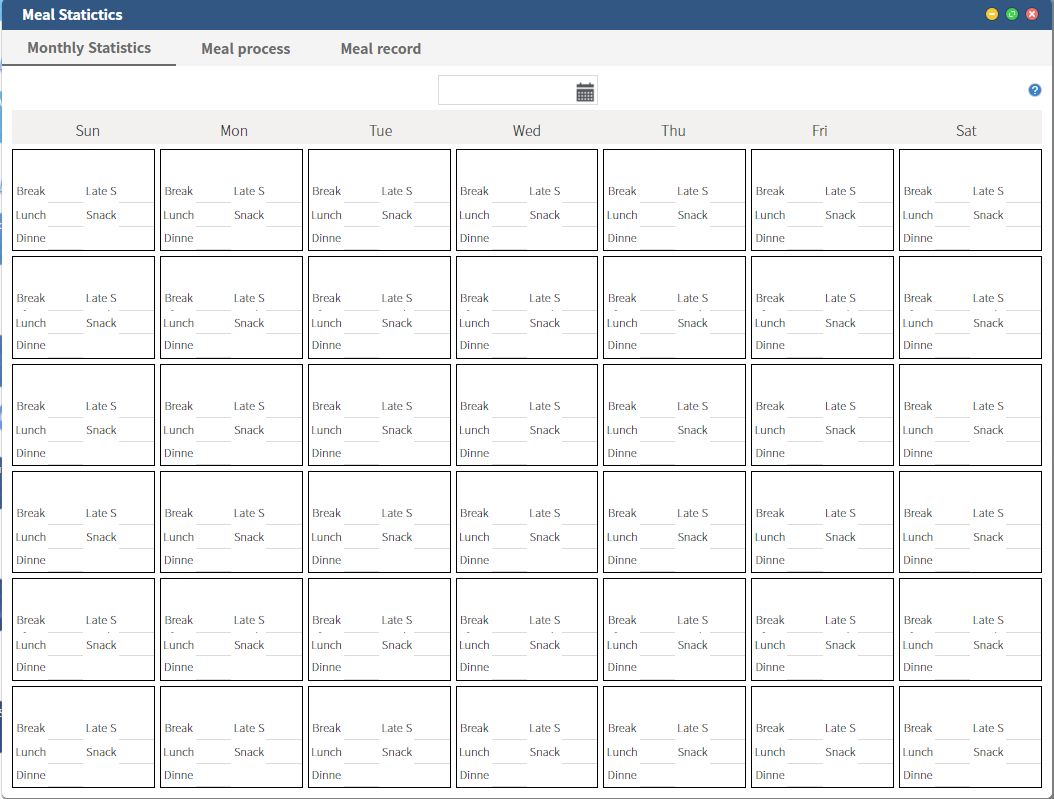 Meal Statictics
Monthly Statistics Meal process Meal record
?
Sun Mon Tue Wed Thu Fri Sat
Break Late S Break Late S Break Late S Break Late S Break Late S Break Late S Break Late S
Lunch Snack Lunch Snack Lunch Snack Lunch Snack Lunch Snack Lunch Snack Lunch Snack
Dinne Dinne Dinne Dinne Dinne Dinne Dinne
Break Late S Break Late S Break Late S Break Late S Break Late S Break Late S Break Late S
Lunch Snack Lunch Snack Lunch Snack Lunch Snack Lunch Snack Lunch Snack Lunch Snack
Dinne Dinne Dinne Dinne Dinne Dinne Dinne
Break Late S Break Late S Break Late S Break Late S Break Late S Break Late S Break Late S
Lunch Snack Lunch Snack Lunch Snack Lunch Snack Lunch Snack Lunch Snack Lunch Snack
Dinne Dinne Dinne Dinne Dinne Dinne Dinne
Break Late S Break Late S Break Late S Break Late S Break Late S Break Late S Break Late S
Lunch Snack Lunch Snack Lunch Snack Lunch Snack Lunch Snack Lunch Snack Lunch Snack
Dinne Dinne Dinne Dinne Dinne Dinne Dinne
Break Late S Break Late S Break Late S Break Late S Break Late S Break Late S Break Late S
Lunch Snack Lunch Snack Lunch Snack Lunch Snack Lunch Snack Lunch Snack Lunch Snack
Dinne Dinne Dinne Dinne Dinne Dinne Dinne
Break Late S Break Late S Break Late S Break Late S Break Late S Break Late S Break Late S
Lunch Snack Lunch Snack Lunch Snack Lunch Snack Lunch Snack Lunch Snack Lunch Snack
Dinne Dinne Dinne Dinne Dinne Dinne Dinne